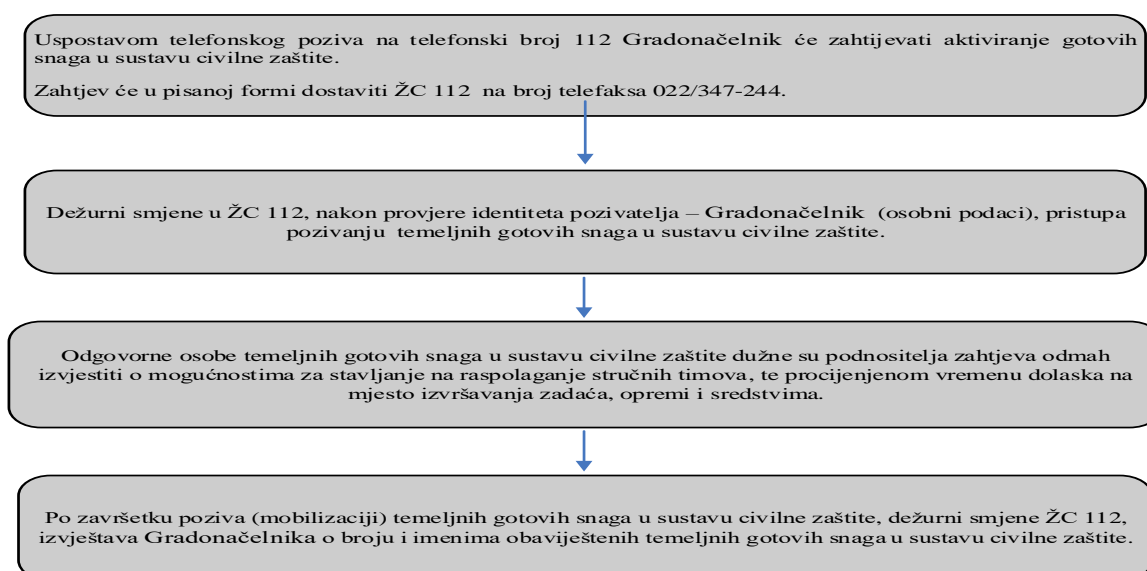 Uspostavom telefonskog poziva na telefonski broj 112 Gradonačelnik će zahtijevati aktiviranje gotovih
snaga u sustavu civilne zaštite.
Zahtjev će u pisanoj formi dostaviti ŽC 112 na broj telefaksa 022/347-244.
Dežurni smjene u ŽC 112, nakon provjere identiteta pozivatelja – Gradonačelnik (osobni podaci), pristupa
pozivanju temeljnih gotovih snaga u sustavu civilne zaštite.
Odgovorne osobe temeljnih gotovih snaga u sustavu civilne zaštite dužne su podnositelja zahtjeva odmah
izvjestiti o mogućnostima za stavljanje na raspolaganje stručnih timova, te procijenjenom vremenu dolaska na
mjesto izvršavanja zadaća, opremi i sredstvima.
Po završetku poziva (mobilizaciji) temeljnih gotovih snaga u sustavu civilne zaštite, dežurni smjene ŽC 112,
izvještava Gradonačelnika o broju i imenima obaviještenih temeljnih gotovih snaga u sustavu civilne zaštite.